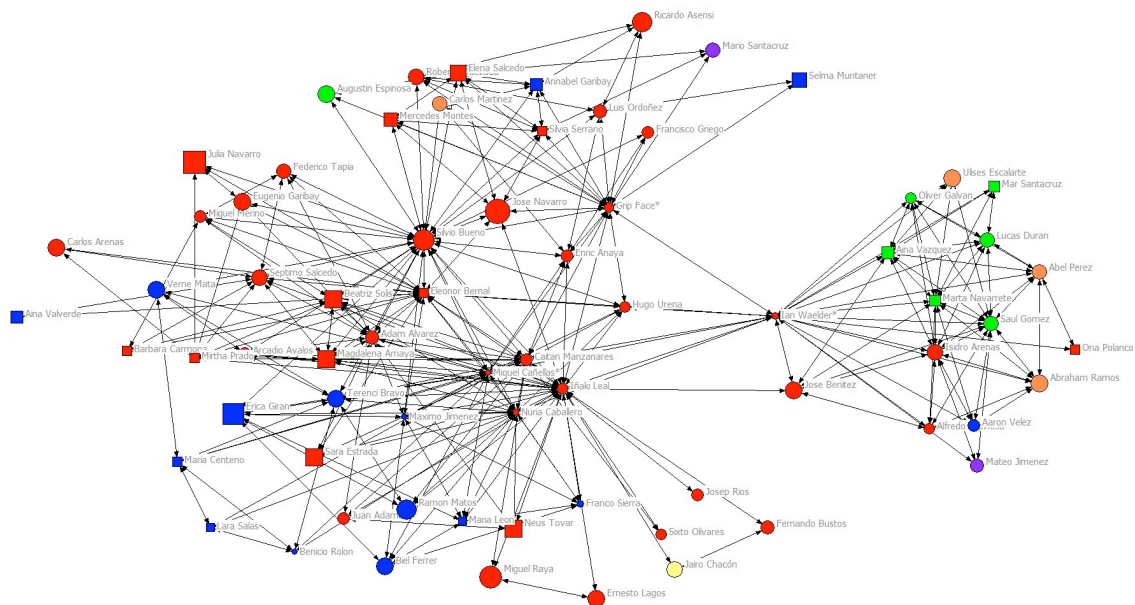 Ricardo Asensi
Mario Santacruz
Elena Salcedo
Selma Muntaner
Annabel Garibay
Augustin Espinosa
Carlos Martinez
Luis Ordoñez
Mercedes Montes
Silvia Serrano
Francisco Griego
Julia Navarro
Federico Tapia
Ulises Escalarte
Mar Santacruz
Oliver Galvan
Eugenio Garibay
Jose Navarro
Grip Face*
Miguel Merino
Silvio Bueno
Lucas Duran
Carlos Arenas
Enric Anaya
Aina Vazquez
Abel Perez
Septimo Salcedo
Verne Mata
Eleonor Bernal
Beatriz Solis
Marta Navarrete
Hugo Urena
Aina Valverde
Ian Waelder*
Saul Gomez
Adam Alvarez
Barbara Carmona
Mirtha Prado
Arcadio Avalos
Magdalena Amaya
Caitan Manzanares
Isidro Arenas
Ona Polanco
Miguel Cañellas*
Iñaki Leal
Jose Benitez
Abraham Ramos
Terenci Bravo
Erica Giran
Maximo Jimenez
Nuria Caballero
Aaron Velez
Alfredo
Sara Estrada
Maria Centeno
Mateo Jimenez
Josep Rios
Ramon Matos
Franco Sierra
Juan Adam
Maria Leon
Neus Tovar
Lara Salas
Fernando Bustos
Sixto Olivares
Benicio Rolon
Biel Ferrer
Jairo Chacón
Miguel Raya
Ernesto Lagos